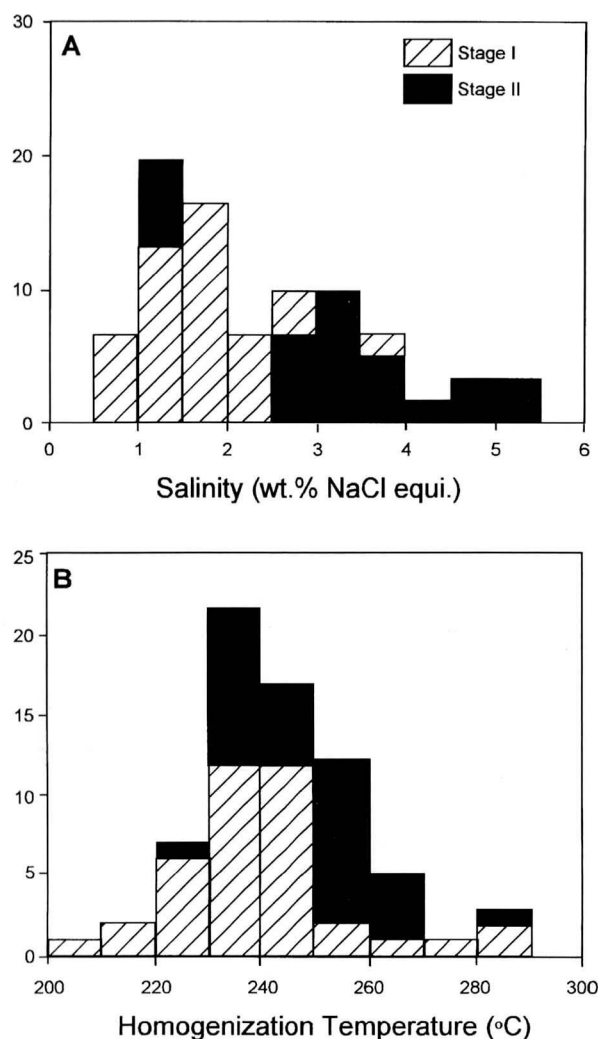 30
A
Stage I
Stage II
20
10
0
0 1 2 3 4 5 6
Salinity (wt.% NaCl equi.)
25
B
20
15
10
5
0
200 220 240 260 280 300
Homogenization Temperature (ᵒC)